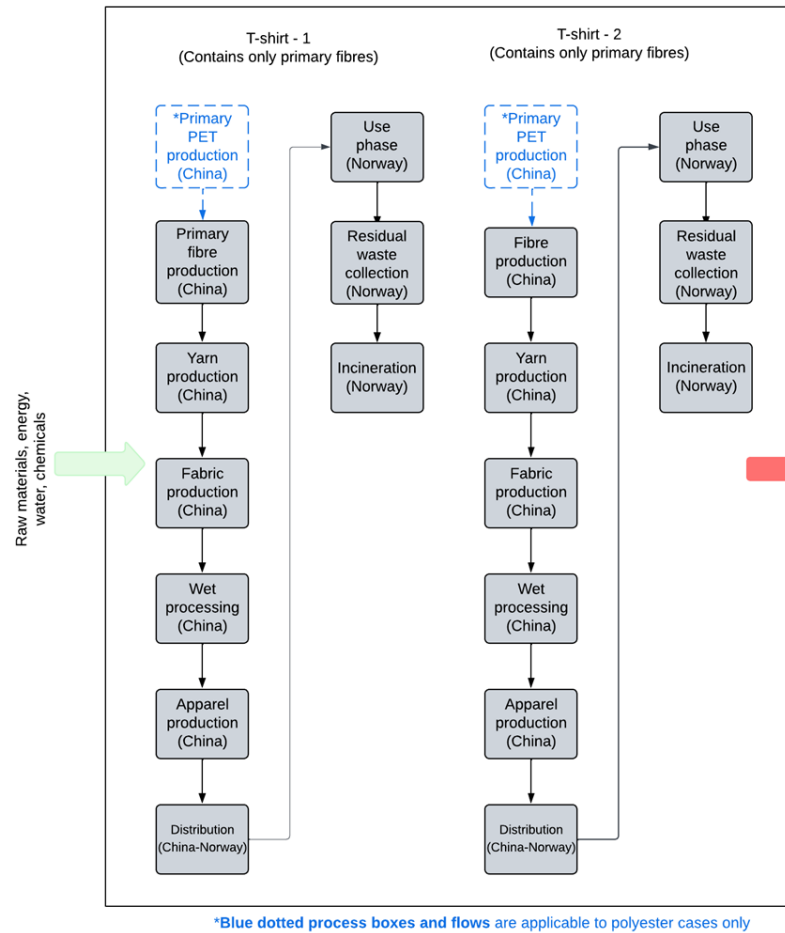 T-shirt - 1
(Contains only primary fibres)
*Primary
PET
production
(China)
Primary
fibre
production
(China)
Yarn
production
(China)
Fabric
production
(China)
Wet
processing
(China)
Apparel
production
(China)
Distribution
(China-Norway)
Use
phase
(Norway)
Residual
waste
collection
(Norway)
Incineration
(Norway)
T-shirt - 2
(Contains only primary fibres)
*Primary
PET
production
(China)
Fibre
production
(China)
Yarn
production
(China)
Fabric
production
(China)
Wet
processing
(China)
Apparel
production
(China)
Distribution
(China-Norway)
Use
phase
(Norway)
Residual
waste
collection
(Norway)
Incineration
(Norway)
Raw materials, energy,
water, chemicals
*Blue dotted process boxes and flows are applicable to polyester cases only